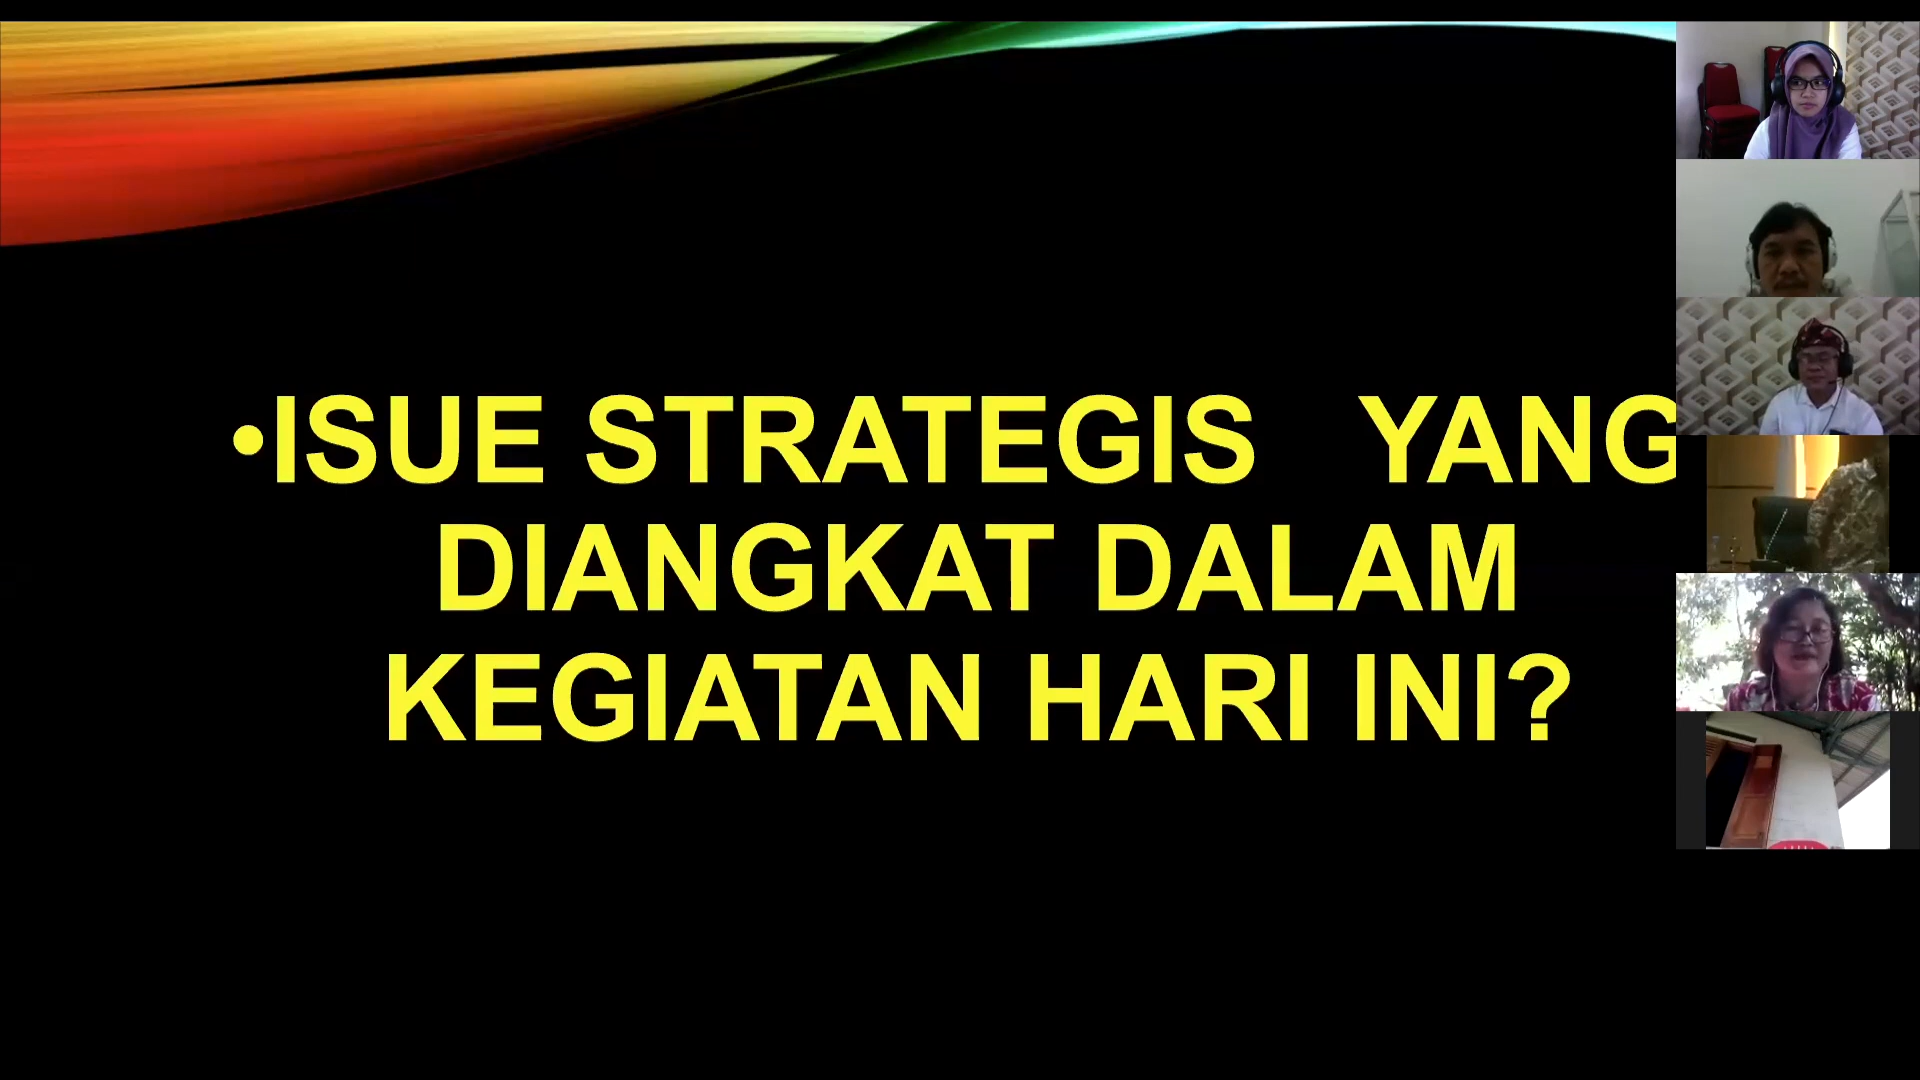 •ISUE STRATEGIS YANG
DIANGKAT DALAM
KEGIATAN HARI INI?